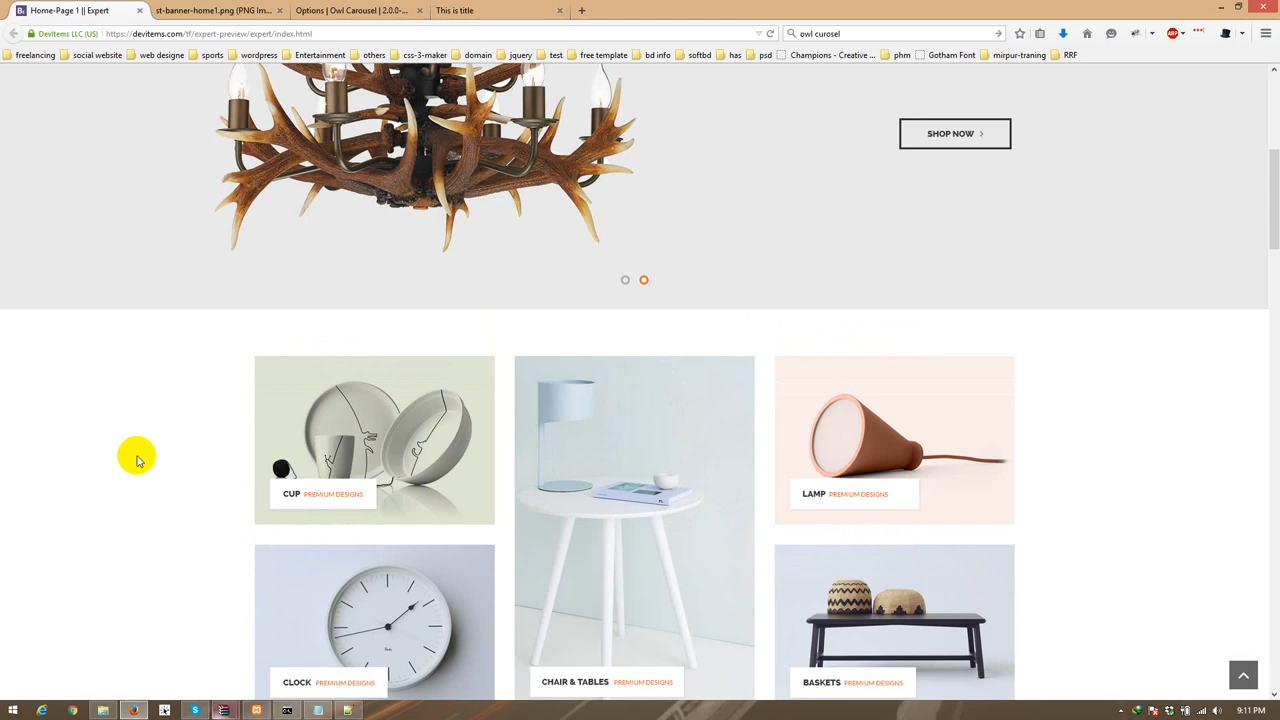 Home-Page 1 || Expert
st-banner-home1.png (PNG Im...
Options | Owl Carousel | 2.0.0-...
This is title
DevItems LLC (US)
https://devitems.com/tf/expert-preview/expert/index.html
owl curosel
freelancing
social website
web designe
sports
wordpress
Entertainment
others
css-3-maker
domain
jquery
test
free template
bd info
softbd
has
psd
Champions - Creative ...
phm
Gotham Font
mirpur-traning
RRF
SHOP NOW
CUP PREMIUM DESIGNS
LAMP PREMIUM DESIGNS
CLOCK PREMIUM DESIGNS
CHAIR & TABLES PREMIUM DESIGNS
BASKETS PREMIUM DESIGNS
9:11 PM